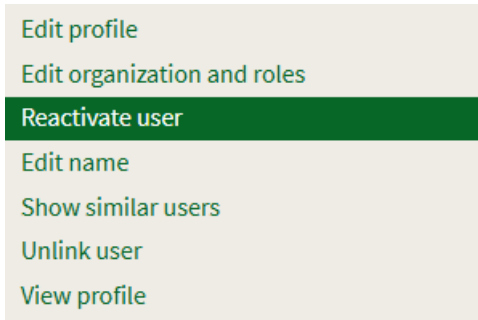 Edit profile
Edit organization and roles
Reactivate user
Edit name
Show similar users
Unlink user
View profile